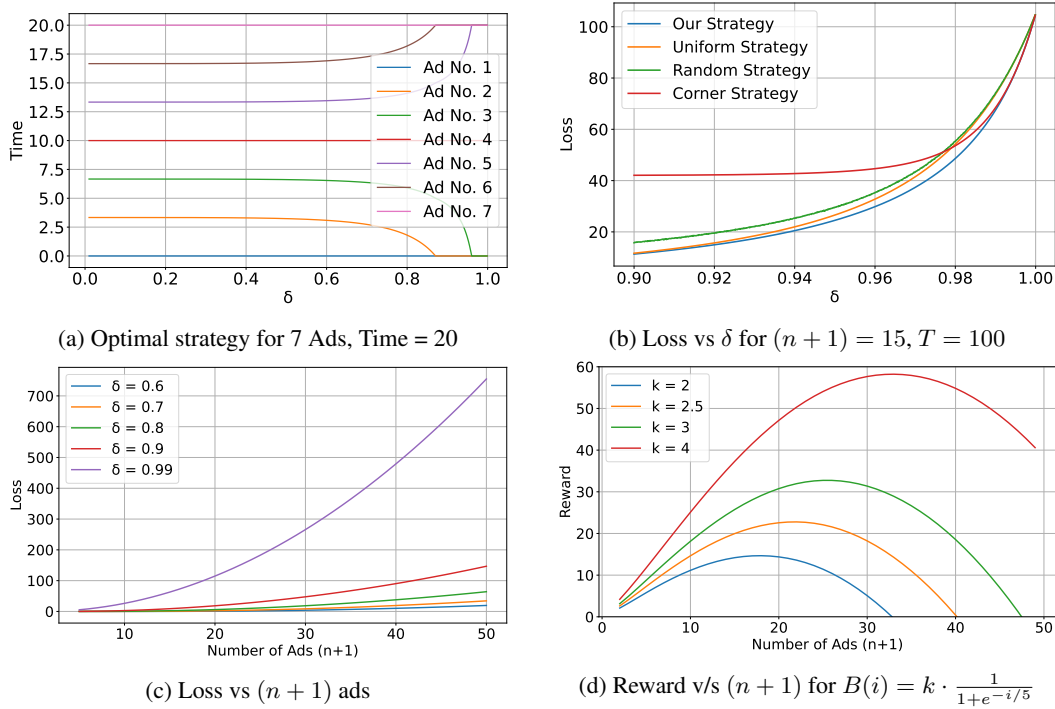 20.0
17.5
15.0
12.5
10.0
7.5
5.0
2.5
0.0
Time
0.0 0.2 0.4 0.6 0.8 1.0
δ
Ad No. 1
Ad No. 2
Ad No. 3
Ad No. 4
Ad No. 5
Ad No. 6
Ad No. 7
(a) Optimal strategy for 7 Ads, Time = 20
100
80
60
40
20
Loss
0.90 0.92 0.94 0.96 0.98 1.00
δ
Our Strategy
Uniform Strategy
Random Strategy
Corner Strategy
(b) Loss vs δ for (n + 1) = 15, T = 100
700
600
500
400
300
200
100
0
Loss
10 20 30 40 50
Number of Ads (n+1)
δ = 0.6
δ = 0.7
δ = 0.8
δ = 0.9
δ = 0.99
(c) Loss vs (n + 1) ads
60
50
40
30
20
10
0
Reward
0 10 20 30 40 50
Number of Ads (n+1)
k = 2
k = 2.5
k = 3
k = 4
(d) Reward v/s (n + 1) for B(i) = k · 1/(1+e^{-i/5})